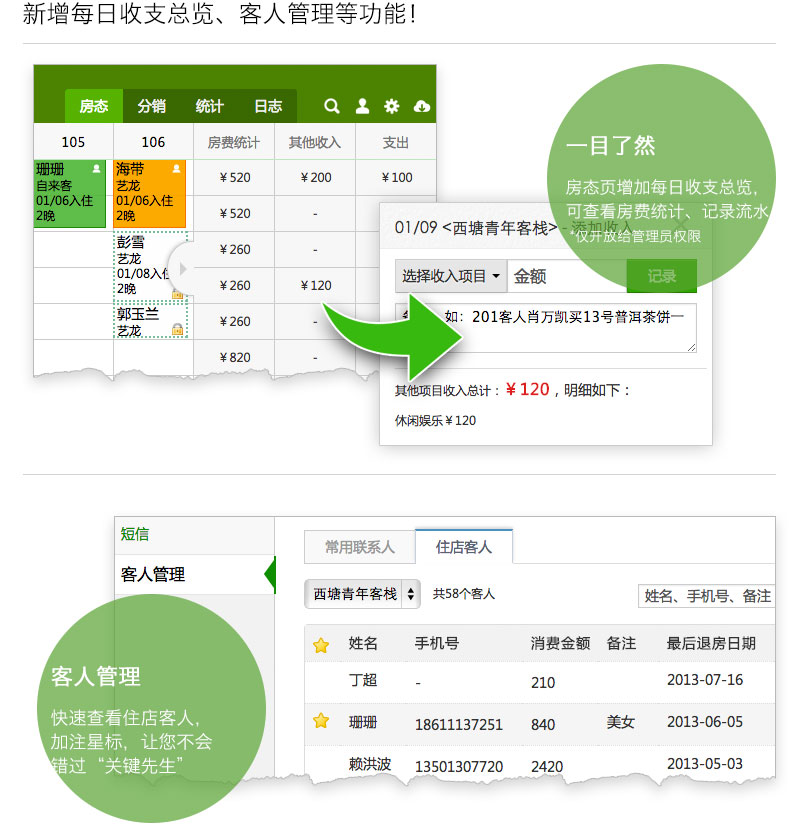 新增每日收支总览、客人管理等功能！
房态 分销 统计 日志
105 106 房费统计 其他收入 支出
珊珊
自来客
01/06入住
2晚
海带
艺龙
01/06入住
2晚
¥520 ¥200 ¥100
¥520 -
彭雪
艺龙
01/08入住
2晚
¥260 -
¥260 ¥120
郭玉兰
艺龙
¥260 -
¥820 -
一目了然
房态页增加每日收支总览,
可查看房费统计、记录流水
*仅开放给管理员权限
01/09 <西塘青年客栈> - 添加收入
选择收入项目 金额 记录
如：201客人肖万凯买13号普洱茶饼一
其他项目收入总计：¥120，明细如下：
休闲娱乐¥120
短信
客人管理
常用联系人 住店客人
西塘青年客栈 共58个客人 姓名、手机号、备注
姓名 手机号 消费金额 备注 最后退房日期
丁超 - 210 2013-07-16
珊珊 18611137251 840 美女 2013-06-05
赖洪波 13501307720 2420 2013-05-03
客人管理
快速查看住店客人,
加注星标，让您不会
错过“关键先生”